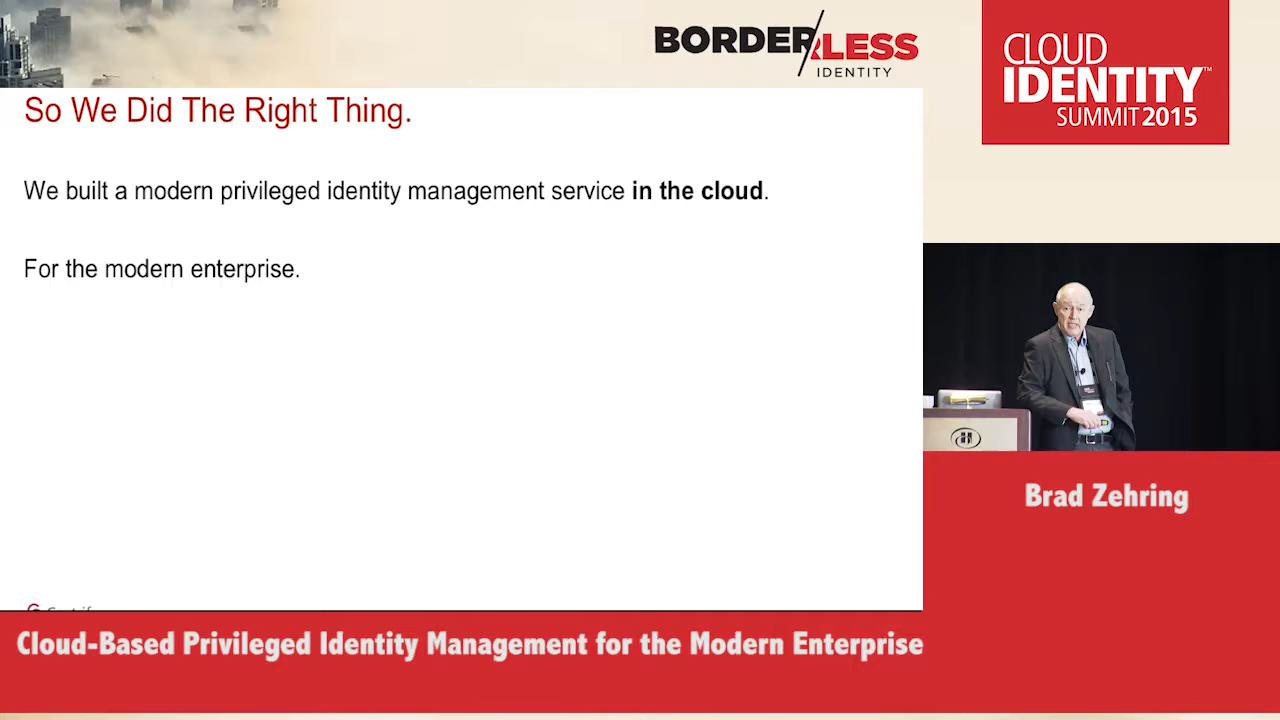 BORDERLESS
IDENTITY
CLOUD
IDENTITY™
SUMMIT 2015
So We Did The Right Thing.
We built a modern privileged identity management service in the cloud.
For the modern enterprise.
Brad Zehring
Cloud-Based Privileged Identity Management for the Modern Enterprise